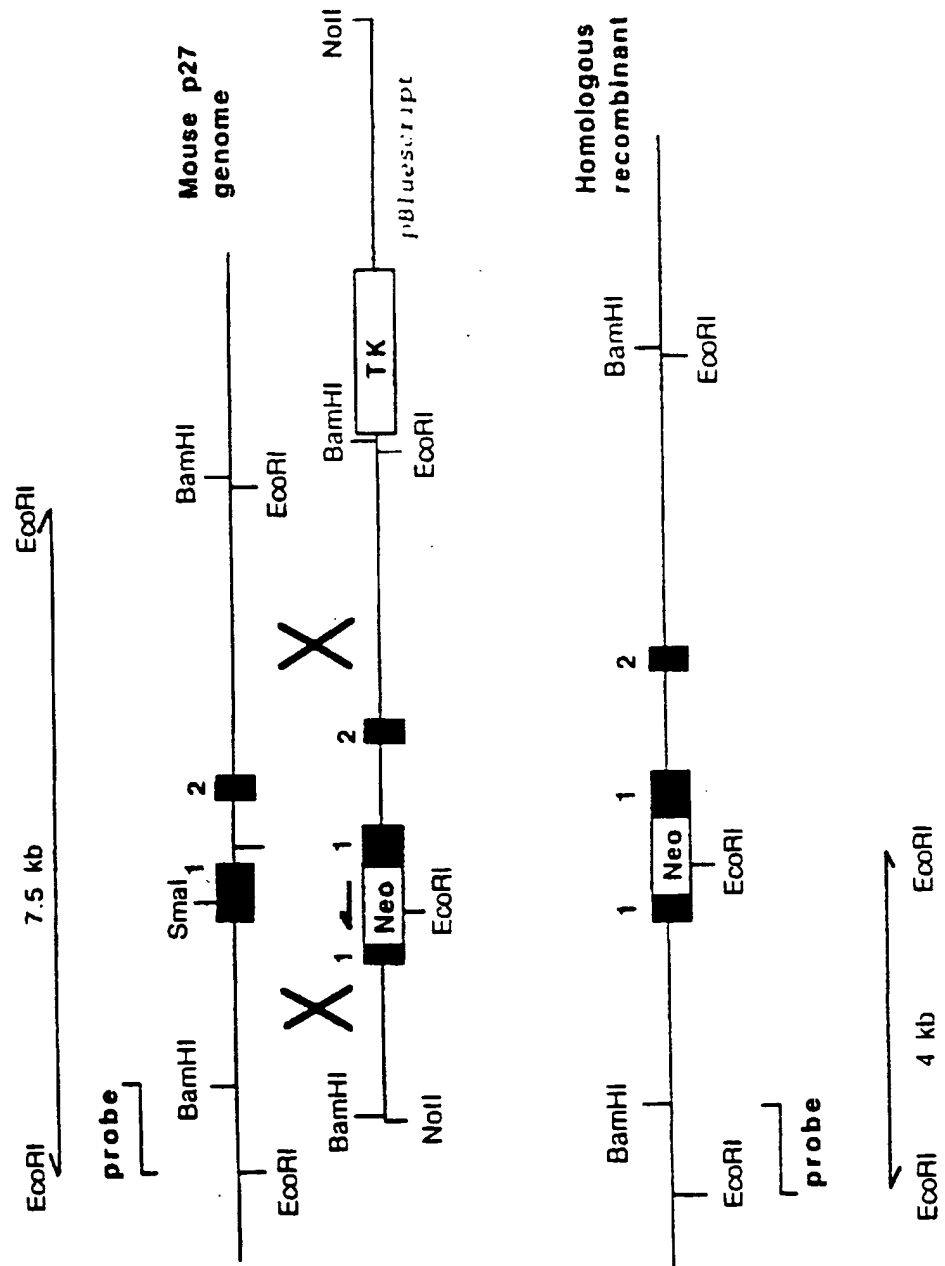 EcoRI 7.5 kb EcoRI
probe
SmaI
BamHI 1 2 BamHI
EcoRI EcoRI
Mouse p27
genome
BamHI 1 1 2 BamHI NotI
Neo TK
NotI EcoRI EcoRI
pBluescript
Homologous
recombinant
BamHI 1 1 2 BamHI
Neo
EcoRI EcoRI EcoRI
probe
EcoRI 4 kb EcoRI